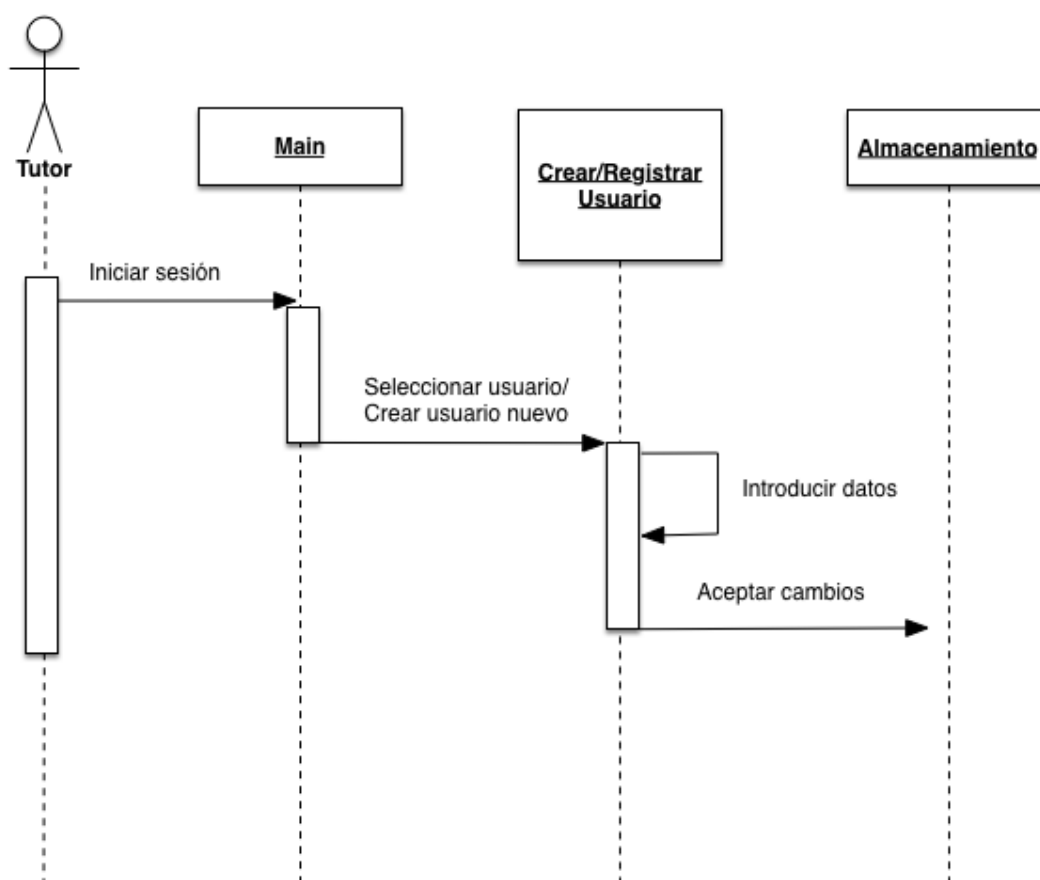 Tutor
Main
Crear/Registrar
Usuario
Almacenamiento
Iniciar sesión
Seleccionar usuario/
Crear usuario nuevo
Introducir datos
Aceptar cambios